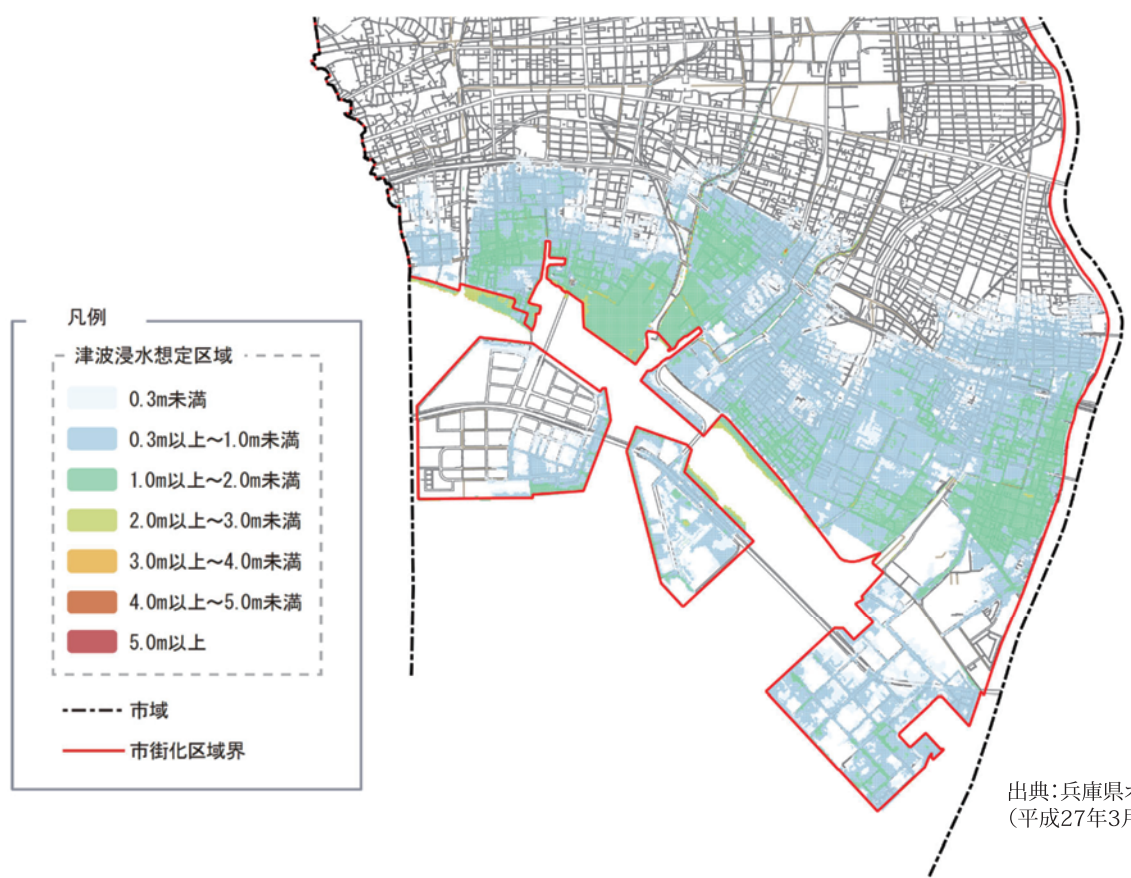 凡例
津波浸水想定区域
0.3m未満
0.3m以上～1.0m未満
1.0m以上～2.0m未満
2.0m以上～3.0m未満
3.0m以上～4.0m未満
4.0m以上～5.0m未満
5.0m以上
市域
市街化区域界
出典：兵庫県
（平成27年3月